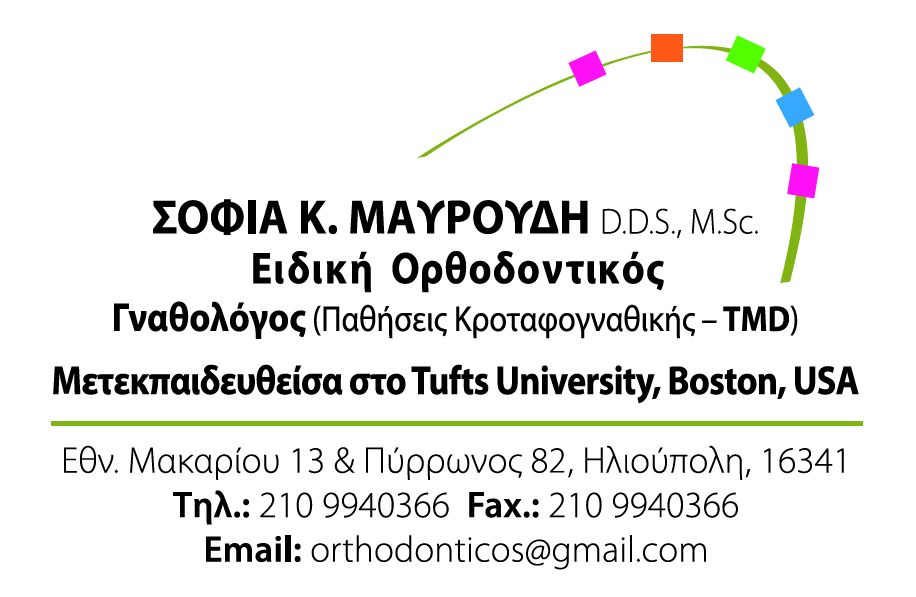 ΣΟΦΙΑ Κ. ΜΑΥΡΟΥΔΗ D.D.S., M.Sc.
Ειδική Ορθοδοντικός
Γναθολόγος (Παθήσεις Κροταφογναθικής – TMD)
Μετεκπαιδευθείσα στο Tufts University, Boston, USA
Εθν. Μακαρίου 13 & Πύρρωνος 82, Ηλιούπολη, 16341
Τηλ.: 210 9940366 Fax.: 210 9940366
Email: orthodonticos@gmail.com